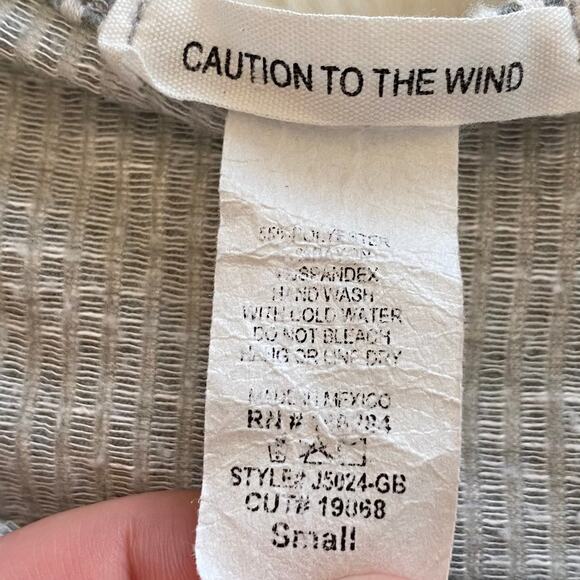 CAUTION TO THE WIND
POLYESTER
SPANDEX
HAND WASH
WITH COLD WATER
DO NOT BLEACH
HANG OR LINE DRY
MADE IN MEXICO
RN #
STYLE# J5024-GB
CUT# 19068
Small